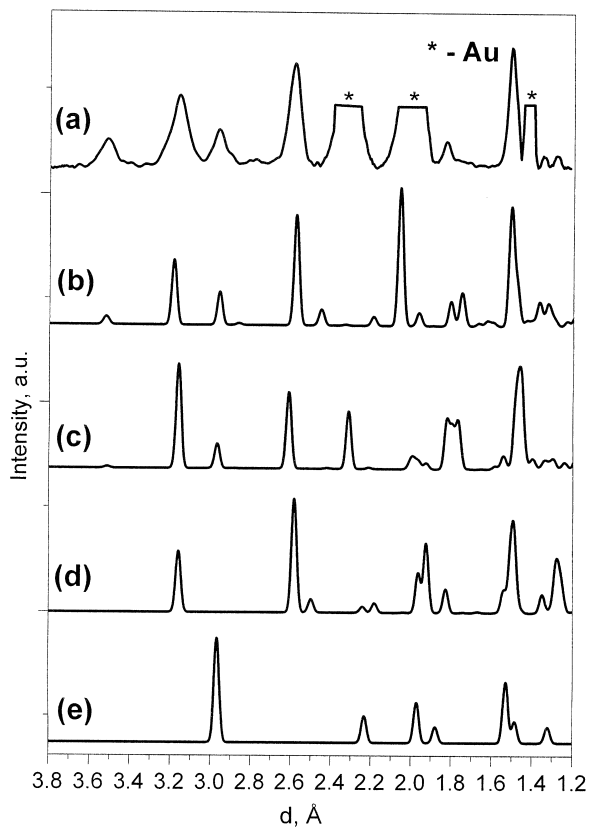 * - Au
(a)
* * *
(b)
(c)
(d)
(e)
Intensity, a.u.
3.8 3.6 3.4 3.2 3.0 2.8 2.6 2.4 2.2 2.0 1.8 1.6 1.4 1.2
d, Å